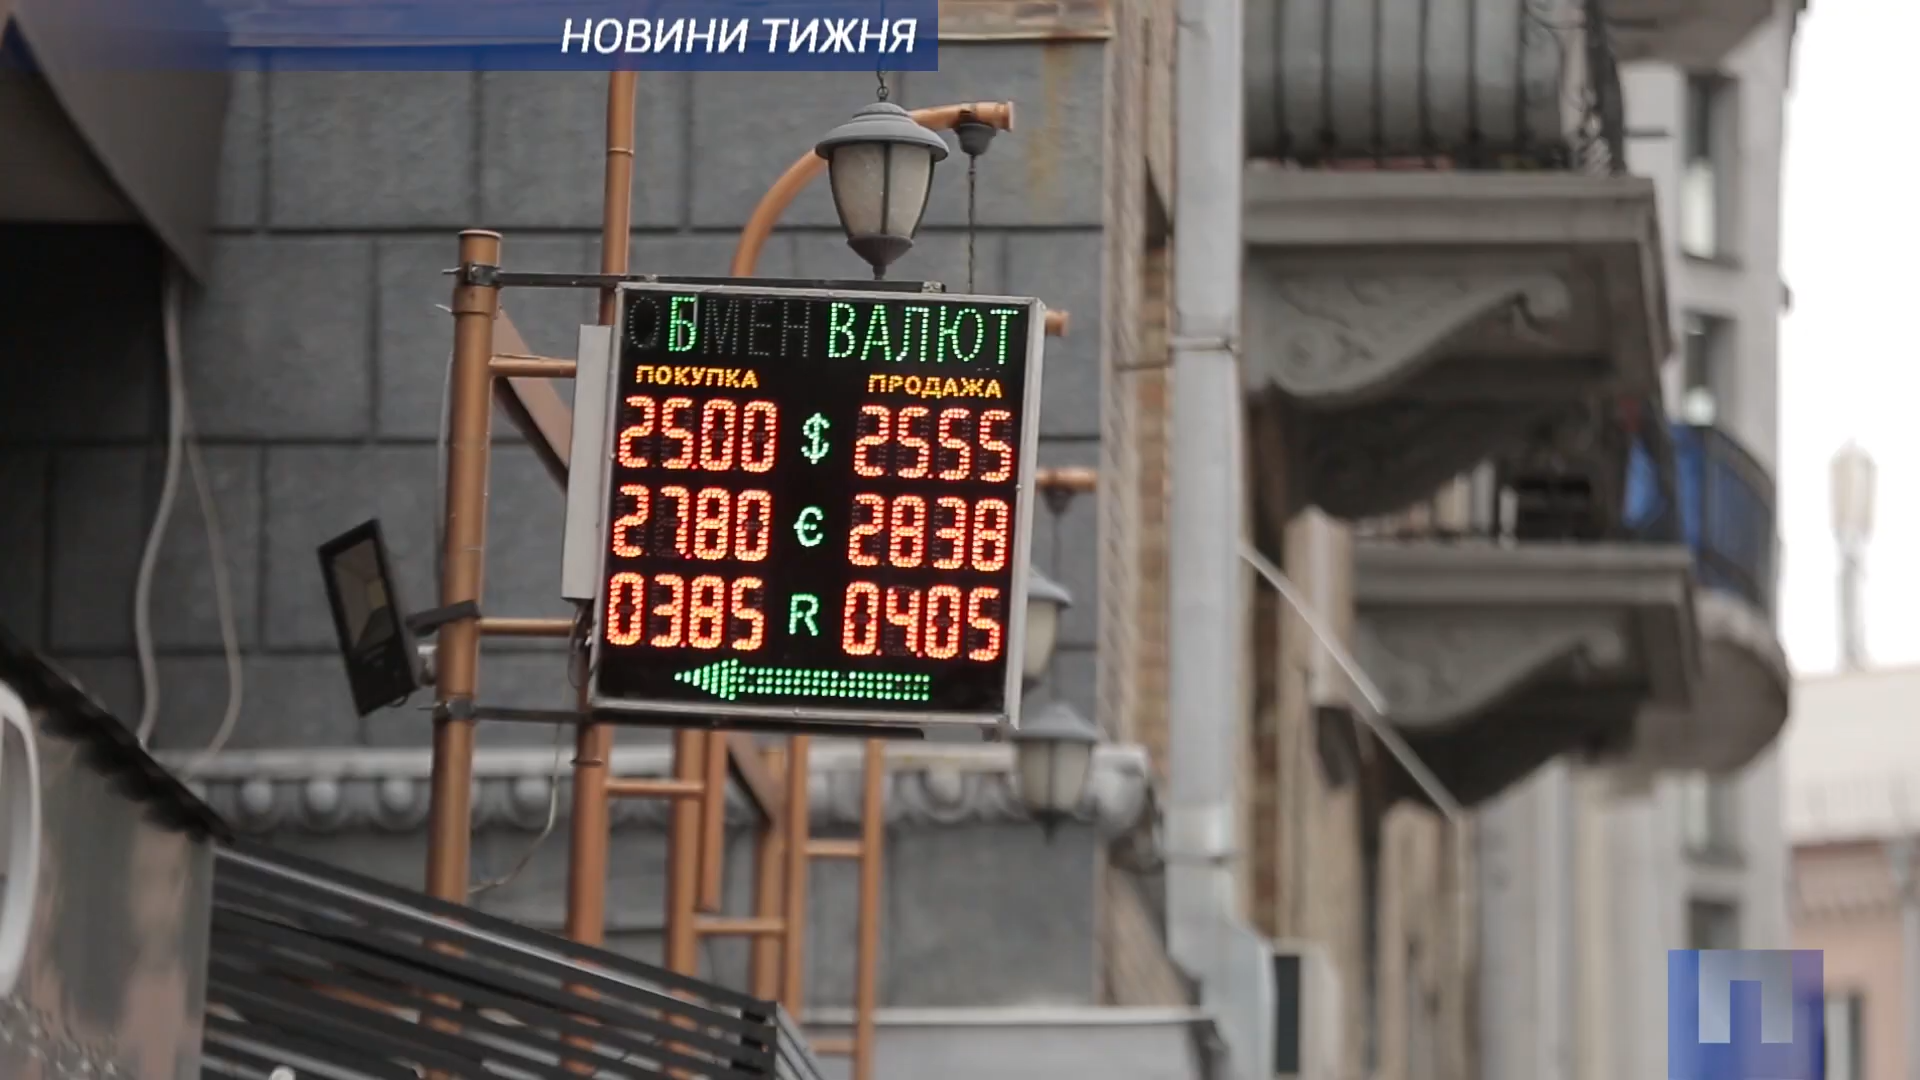 НОВИНИ ТИЖНЯ
ОБМЕН ВАЛЮТ
ПОКУПКА ПРОДАЖА
25.00 $ 25.55
27.80 € 28.38
0.385 R 0.405
П